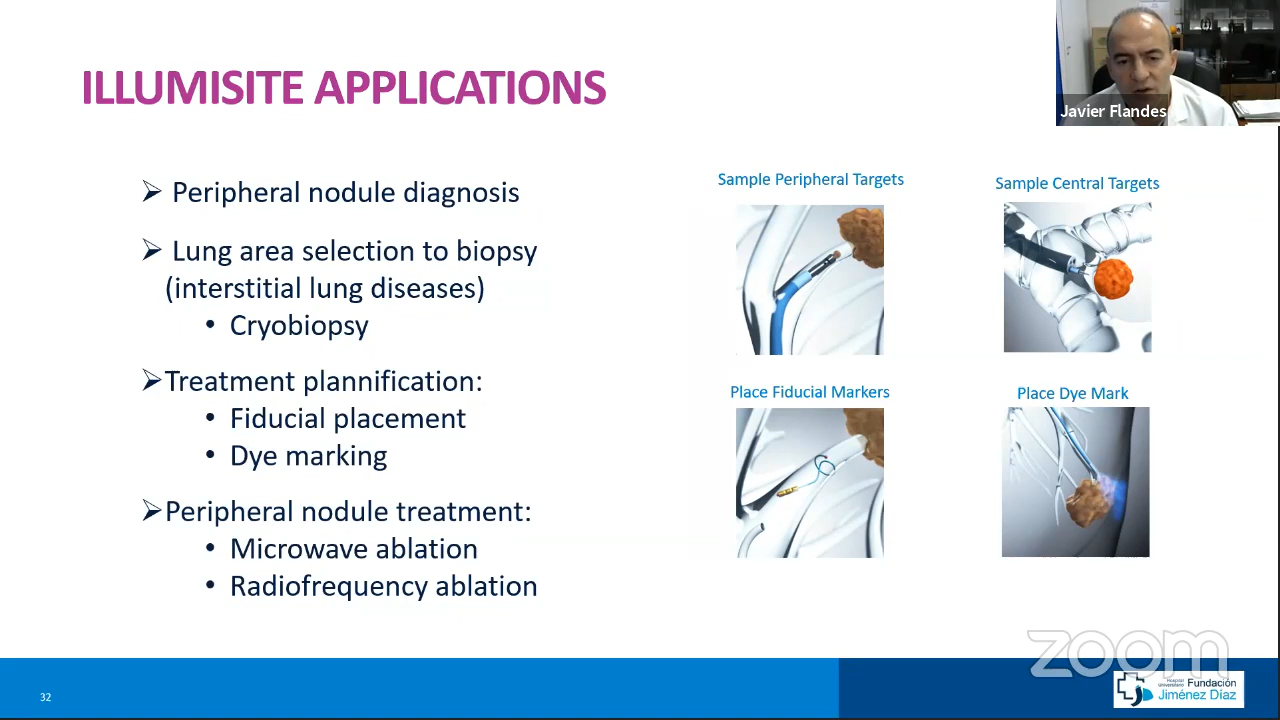 ILLUMISITE APPLICATIONS
Javier Flandes
➢ Peripheral nodule diagnosis
➢ Lung area selection to biopsy
(interstitial lung diseases)
• Cryobiopsy
➢Treatment plannification:
• Fiducial placement
• Dye marking
➢Peripheral nodule treatment:
• Microwave ablation
• Radiofrequency ablation
Sample Peripheral Targets
Sample Central Targets
Place Fiducial Markers
Place Dye Mark
32
zoom
Hospital
Universitario
Fundación
Jiménez Díaz